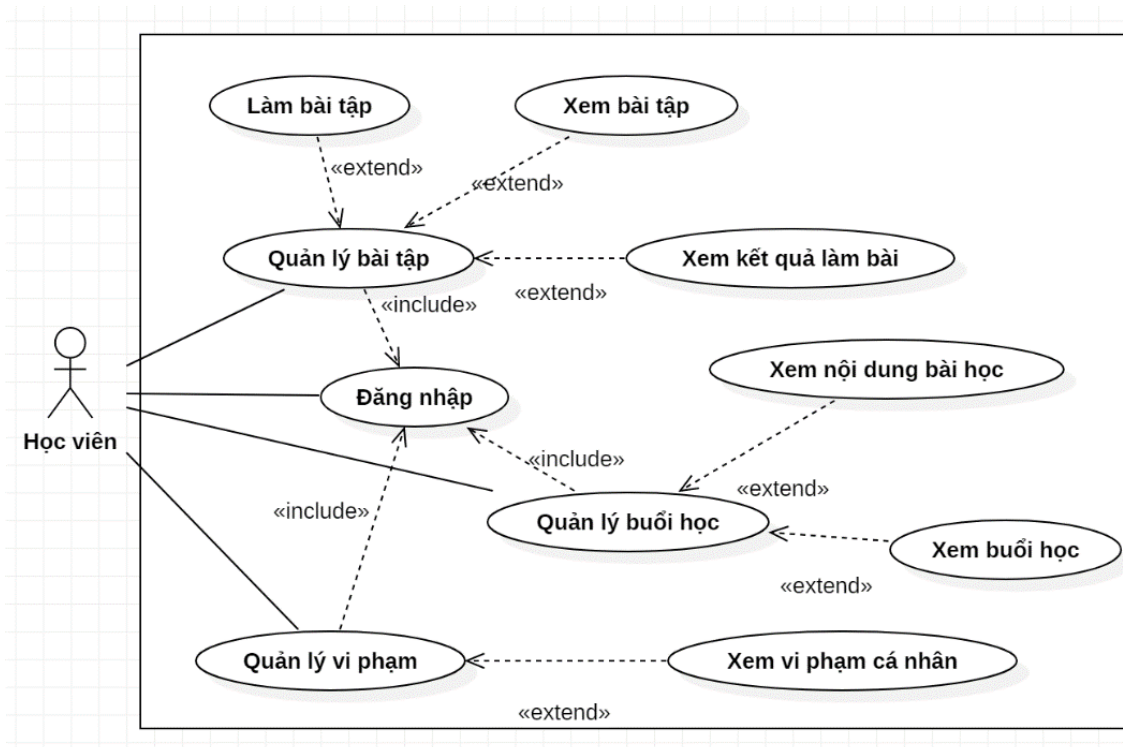 Làm bài tập
Xem bài tập
«extend»
«extend»
Quản lý bài tập
Xem kết quả làm bài
«extend»
«include»
Xem nội dung bài học
Đăng nhập
Học viên
«include»
«extend»
«include»
Quản lý buổi học
Xem buổi học
«extend»
Quản lý vi phạm
Xem vi phạm cá nhân
«extend»